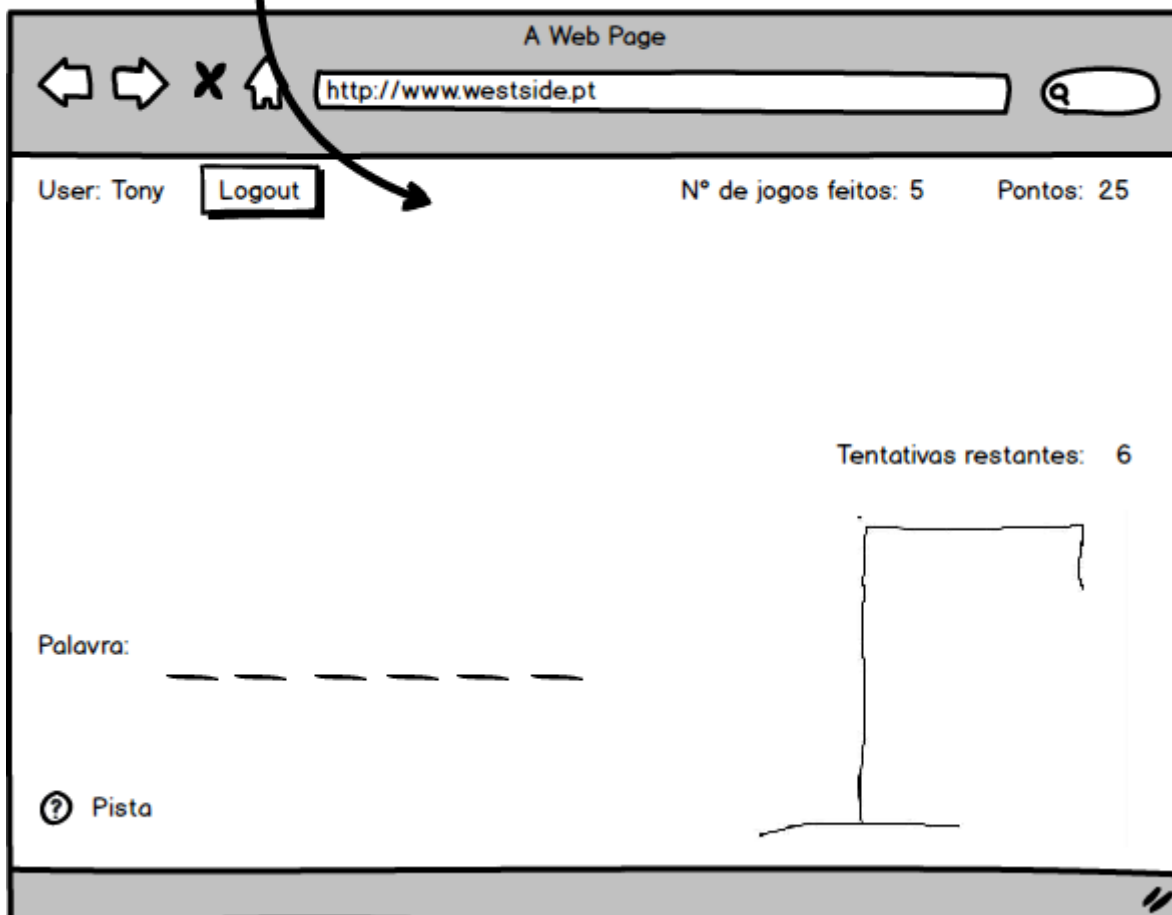 A Web Page
http://www.westside.pt
User: Tony Logout Nº de jogos feitos: 5 Pontos: 25
Tentativas restantes: 6
Palavra:
? Pista